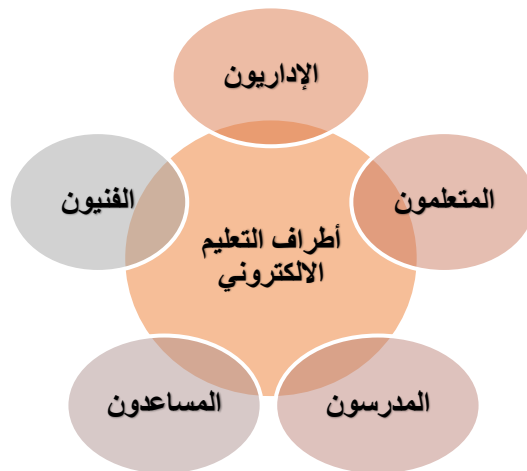 الإداريون
الفنيون
المتعلمون
أطراف التعليم
الالكتروني
المساعدون
المدرسون